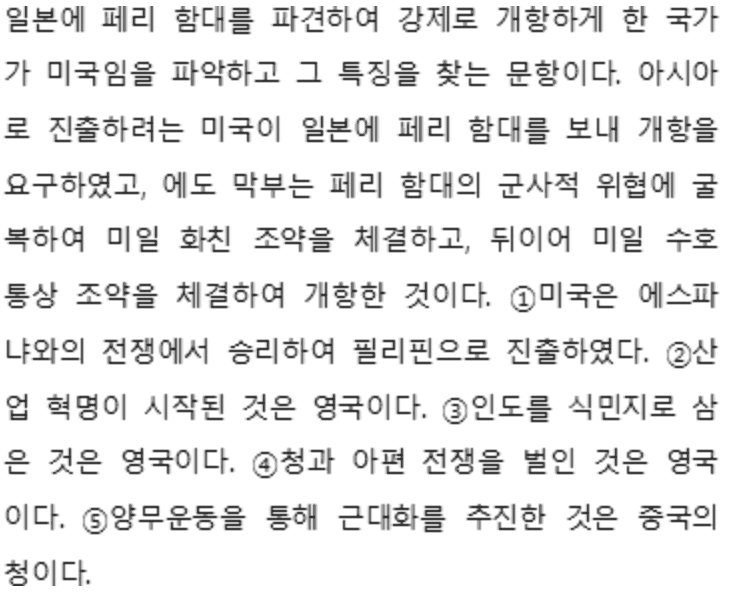 일본에 페리 함대를 파견하여 강제로 개항하게 한 국가
가 미국임을 파악하고 그 특징을 찾는 문항이다. 아시아
로 진출하려는 미국이 일본에 페리 함대를 보내 개항을
요구하였고, 에도 막부는 페리 함대의 군사적 위협에 굴
복하여 미일 화친 조약을 체결하고, 뒤이어 미일 수호
통상 조약을 체결하여 개항한 것이다. ①미국은 에스파
냐와의 전쟁에서 승리하여 필리핀으로 진출하였다. ②산
업 혁명이 시작된 것은 영국이다. ③인도를 식민지로 삼
은 것은 영국이다. ④청과 아편 전쟁을 벌인 것은 영국
이다. ⑤양무운동을 통해 근대화를 추진한 것은 중국의
청이다.